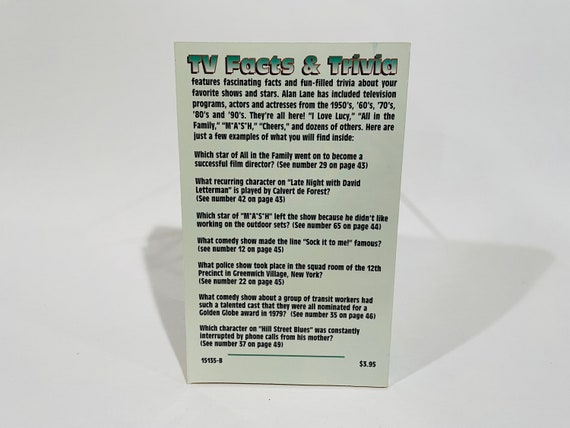 TV Facts & Trivia
features fascinating facts and fun-filled trivia about your
favorite shows and stars. Alan Lane has included television
programs, actors and actresses from the 1950's, '60's, '70's,
'80's and '90's. They're all here! "I Love Lucy," "All in the
Family," "M*A*S*H," "Cheers," and dozens of others. Here are
just a few examples of what you will find inside:
Which star of All in the Family went on to become a
successful film director? (See number 29 on page 43)
What recurring character on "Late Night with David
Letterman" is played by Calvert de Forest?
(See number 42 on page 43)
Which star of "M*A*S*H" left the show because he didn't like
working on the outdoor sets? (See number 65 on page 44)
What comedy show made the line "Sock it to me!" famous?
(See number 12 on page 45)
What police show took place in the squad room of the 12th
Precinct in Greenwich Village, New York?
(See number 22 on page 45)
What comedy show about a group of transit workers had
such a talented cast that they were all nominated for a
Golden Globe award in 1979? (See number 35 on page 46)
Which character on "Hill Street Blues" was constantly
interrupted by phone calls from his mother?
(See number 37 on page 49)
15135-B
$3.95